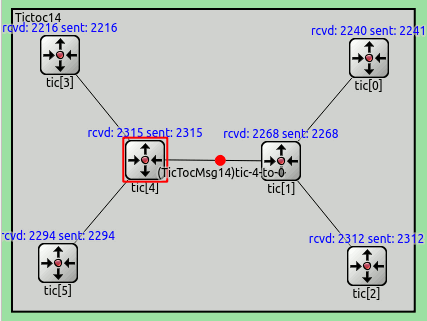 Tictoc14
rcvd: 2216 sent: 2216
rcvd: 2240 sent: 2241
tic[3]
tic[0]
rcvd: 2315 sent: 2315
rcvd: 2268 sent: 2268
(TicTocMsg14)tic-4-to-0
tic[4]
tic[1]
rcvd: 2294 sent: 2294
rcvd: 2312 sent: 2312
tic[5]
tic[2]